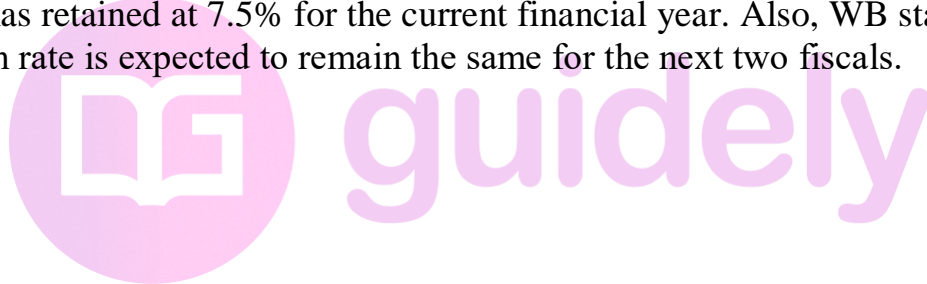 as retained at 7.5% for the current financial year. Also, WB sta
n rate is expected to remain the same for the next two fiscals.
guidely